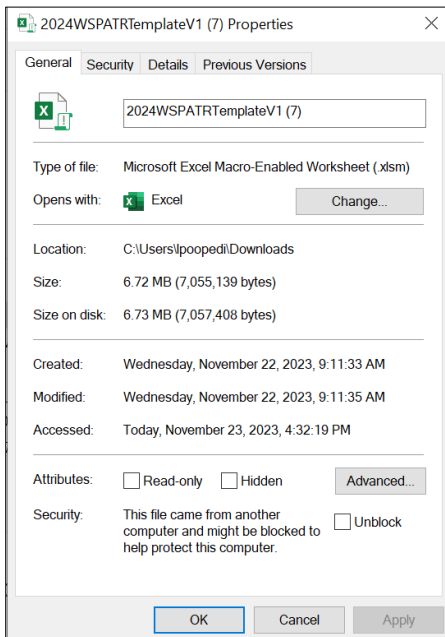 2024WSPATRTemplateV1 (7) Properties
General Security Details Previous Versions
2024WSPATRTemplateV1 (7)
Type of file: Microsoft Excel Macro-Enabled Worksheet (.xlsm)
Opens with: Excel Change...
Location: C:\Users\lpoopedi\Downloads
Size: 6.72 MB (7,055,139 bytes)
Size on disk: 6.73 MB (7,057,408 bytes)
Created: Wednesday, November 22, 2023, 9:11:33 AM
Modified: Wednesday, November 22, 2023, 9:11:35 AM
Accessed: Today, November 23, 2023, 4:32:19 PM
Attributes: Read-only Hidden Advanced...
Security: This file came from another
computer and might be blocked to
help protect this computer.
Unblock
OK Cancel Apply